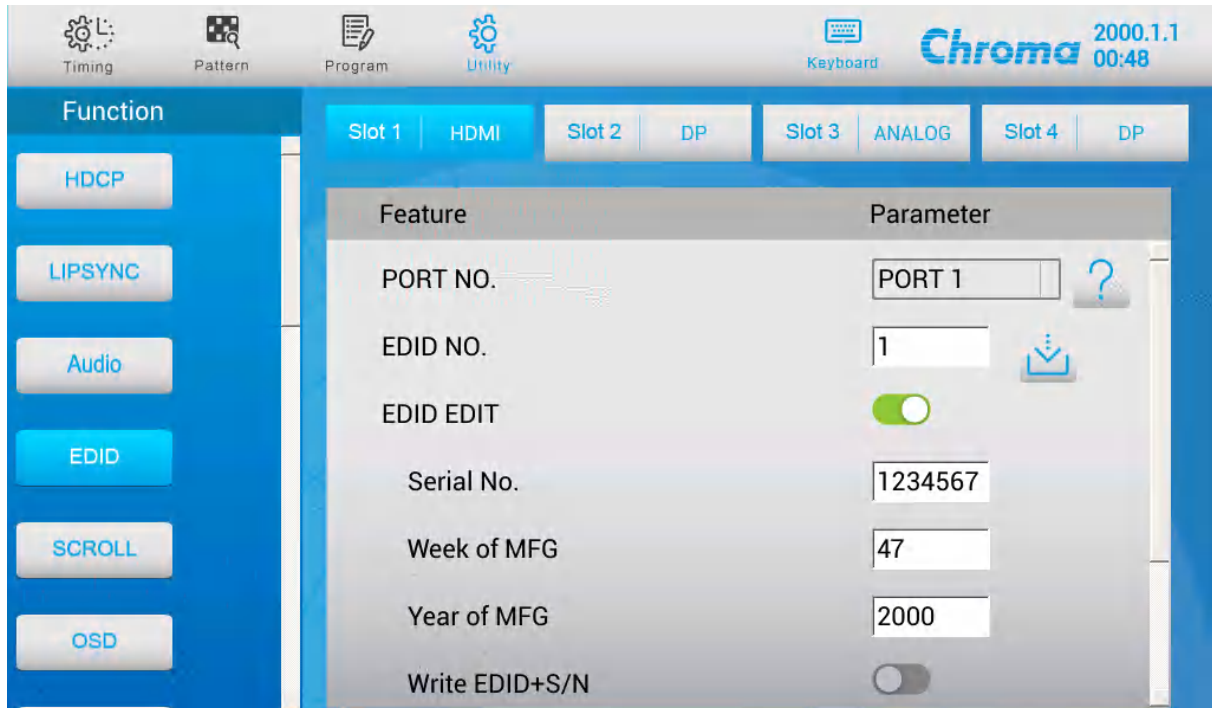 Timing Pattern Program Utility Keyboard Chroma 2000.1.1
00:48
Function
Slot 1 HDMI Slot 2 DP Slot 3 ANALOG Slot 4 DP
HDCP
Feature Parameter
LIPSYNC
PORT NO. PORT 1 ?
EDID NO. 1
Audio
EDID EDIT
EDID
Serial No. 1234567
SCROLL
Week of MFG 47
Year of MFG 2000
OSD
Write EDID+S/N